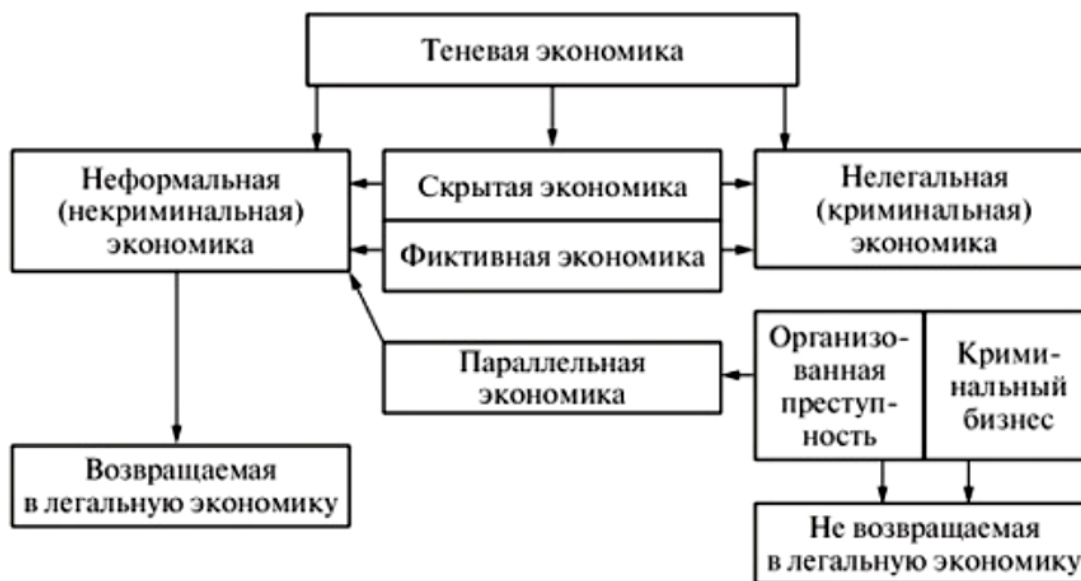 Теневая экономика
Неформальная
(некриминальная)
экономика
Скрытая экономика
Фиктивная экономика
Нелегальная
(криминальная)
экономика
Параллельная
экономика
Организо-
ванная
преступ-
ность
Крими-
нальный
бизнес
Возвращаемая
в легальную экономику
Не возвращаемая
в легальную экономику